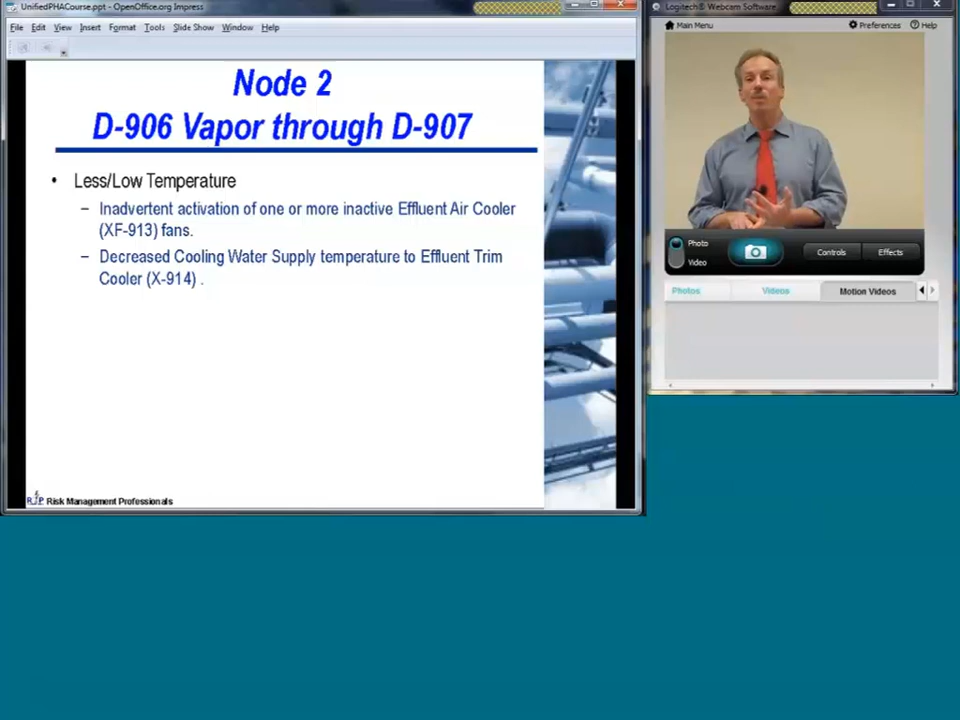 UnifiedPHACourse.ppt - OpenOffice.org Impress
File Edit View Insert Format Tools Slide Show Window Help
Node 2
D-906 Vapor through D-907
• Less/Low Temperature
– Inadvertent activation of one or more inactive Effluent Air Cooler
(XF-913) fans.
– Decreased Cooling Water Supply temperature to Effluent Trim
Cooler (X-914) .
Risk Management Professionals
Logitech® Webcam Software
Main Menu Preferences Help
Photo
Video
Controls Effects
Photos Videos Motion Videos